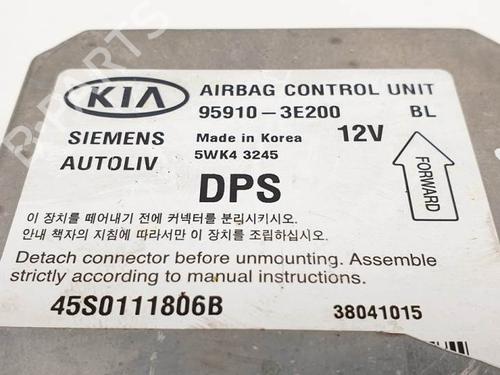 KIA AIRBAG CONTROL UNIT
95910-3E200 BL
SIEMENS Made in Korea 12V
AUTOLIV 5WK4 3245
DPS
FORWARD
이 장치를 떼어내기 전에 커넥터를 분리시키시오.
안내 책자의 지침에 따라서만 이 장치를 조립하십시오.
Detach connector before unmounting. Assemble
strictly according to manual instructions.
45S0111806B 38041015